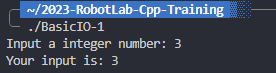 ~/2023-RobotLab-Cpp-Training
./BasicIO-1
Input a integer number: 3
Your input is: 3